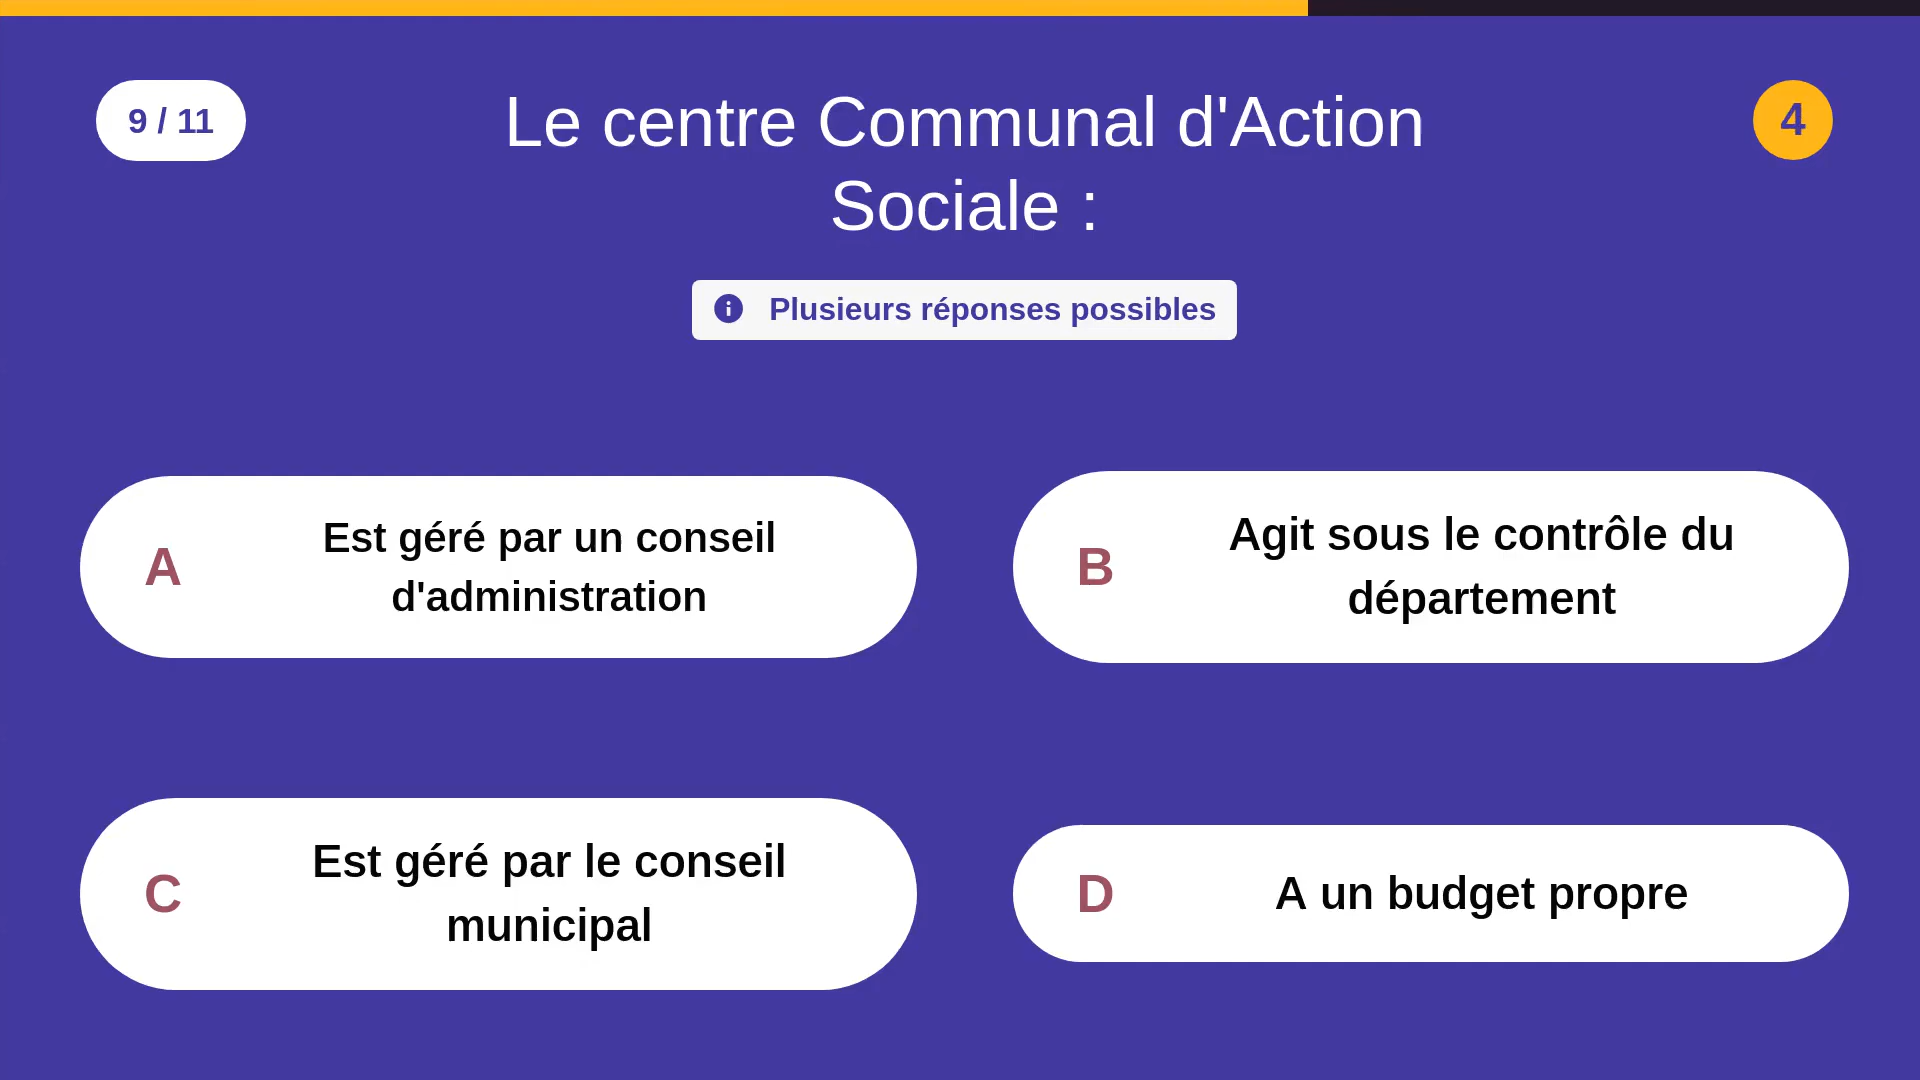 9 / 11
Le centre Communal d'Action
Sociale :
4
Plusieurs réponses possibles
A
Est géré par un conseil
d'administration
B
Agit sous le contrôle du
département
C
Est géré par le conseil
municipal
D
A un budget propre